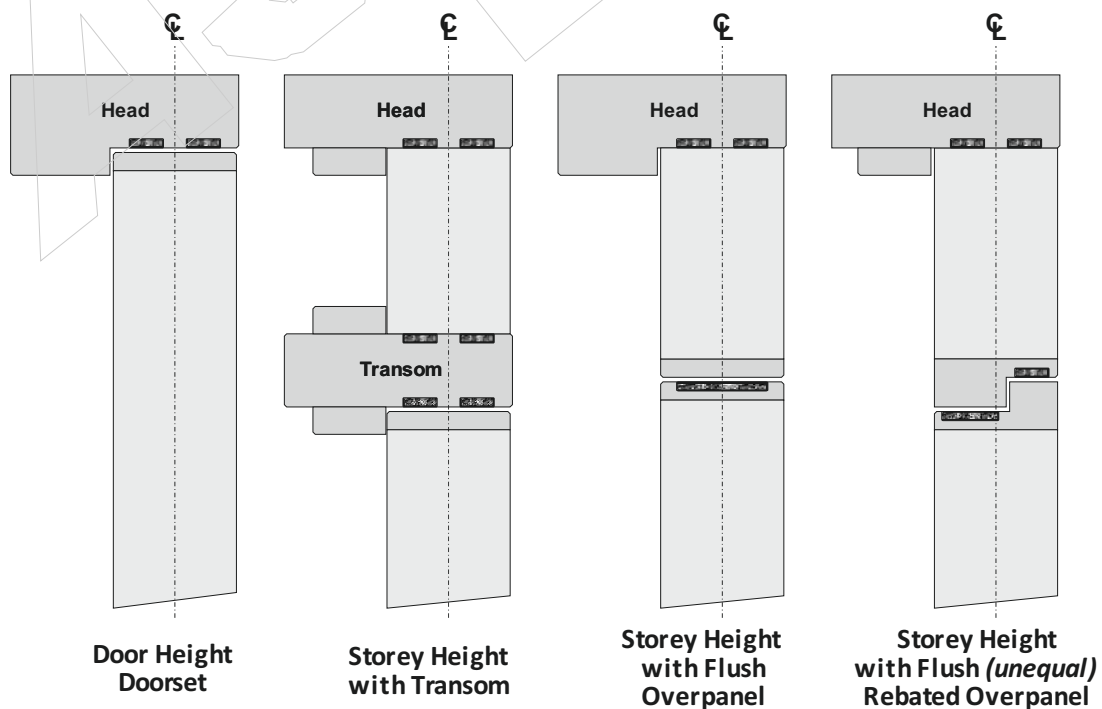 ℄ ℄ ℄ ℄
Head Head Head Head
Transom
Door Height
Doorset
Storey Height
with Transom
Storey Height
with Flush
Overpanel
Storey Height
with Flush (unequal)
Rebated Overpanel